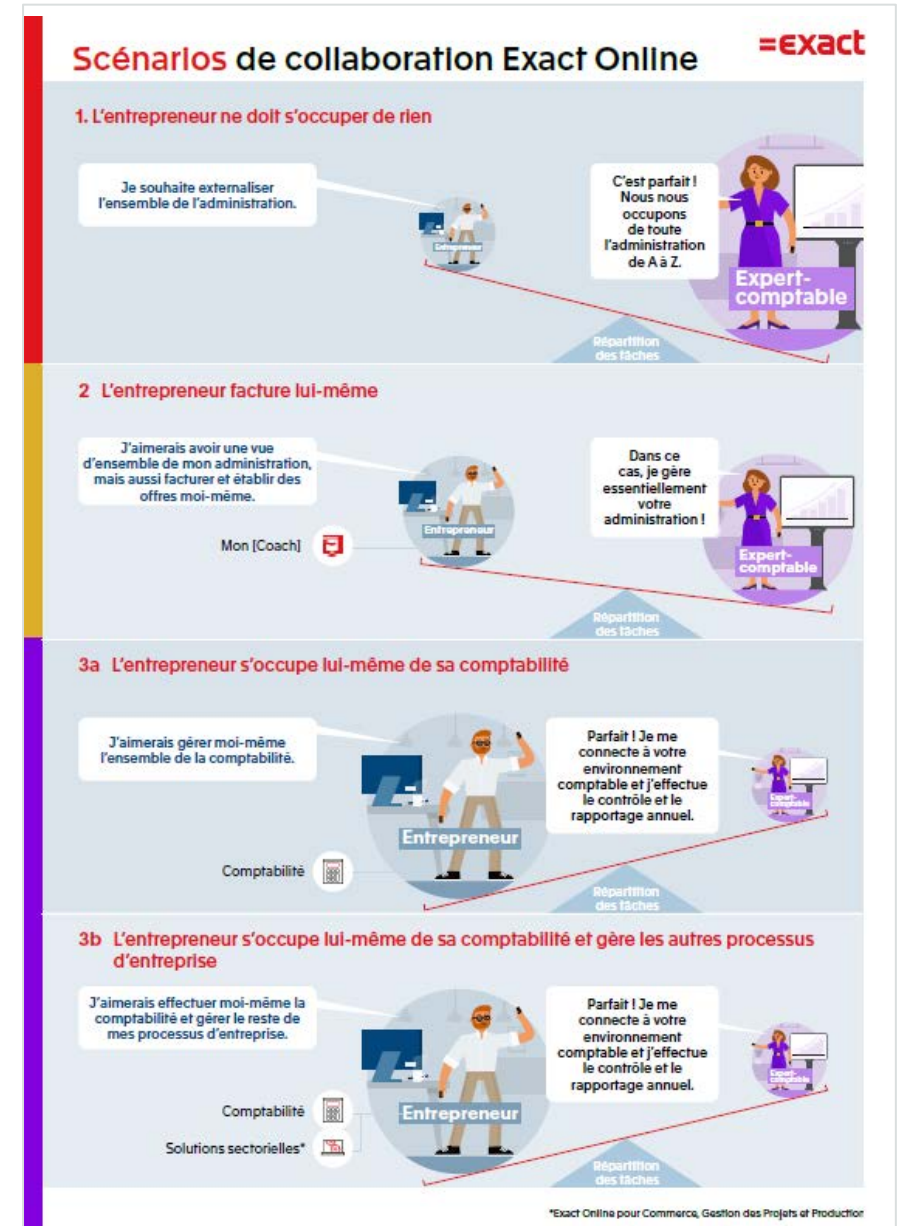 Scénarios de collaboration Exact Online
=exact
1. L'entrepreneur ne doit s'occuper de rien
Je souhaite externaliser
l'ensemble de l'administration.
Entrepreneur
C'est parfait !
Nous nous
occupons
de toute
l'administration
de A à Z.
Expert-
comptable
Répartition
des tâches
2 L'entrepreneur facture lui-même
J'aimerais avoir une vue
d'ensemble de mon administration,
mais aussi facturer et établir des
offres moi-même.
Mon [Coach]
Entrepreneur
Dans ce
cas, je gère
essentiellement
votre
administration !
Expert-
comptable
Répartition
des tâches
3a L'entrepreneur s'occupe lui-même de sa comptabilité
J'aimerais gérer moi-même
l'ensemble de la comptabilité.
Comptabilité
Entrepreneur
Parfait ! Je me
connecte à votre
environnement
comptable et j'effectue
le contrôle et le
rapportage annuel.
Expert-
comptable
Répartition
des tâches
3b L'entrepreneur s'occupe lui-même de sa comptabilité et gère les autres processus
d'entreprise
J'aimerais effectuer moi-même la
comptabilité et gérer le reste de
mes processus d'entreprise.
Comptabilité
Solutions sectorielles*
Entrepreneur
Parfait ! Je me
connecte à votre
environnement
comptable et j'effectue
le contrôle et le
rapportage annuel.
Expert-
comptable
Répartition
des tâches
*Exact Online pour Commerce, Gestion des Projets et Production